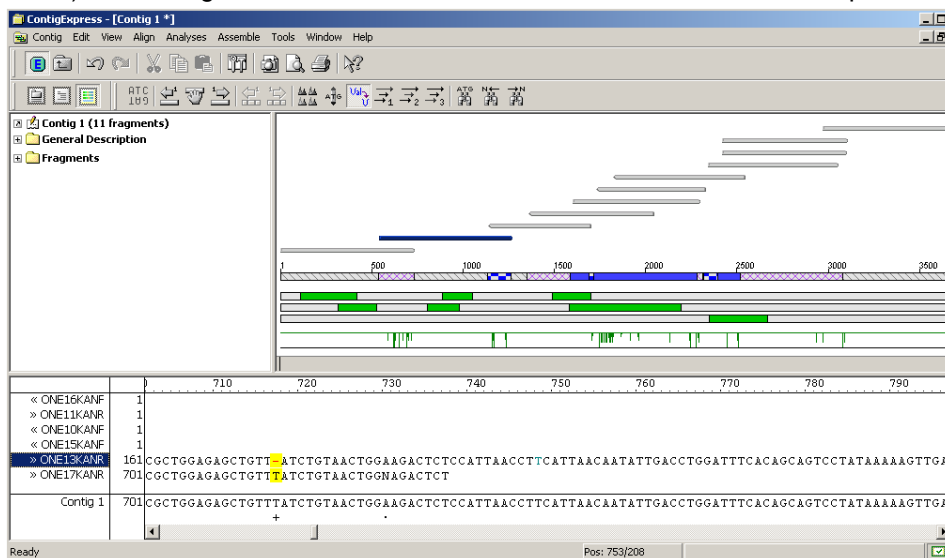 ContigExpress - [Contig 1 *]
Contig Edit View Align Analyses Assemble Tools Window Help
Contig 1 (11 fragments)
General Description
Fragments
1 500 1000 1500 2000 2500 3000 3500
710 720 730 740 750 760 770 780 790
« ONE16KANF 1
» ONE11KANR 1
« ONE10KANF 1
« ONE15KANF 1
» ONE13KANR 161 CGCTGGAGAGCTGTT-ATCTGTAACTGGAAGACTCTCCATTAACCTTCATTAACAATATTGACCTGGATTTCACAGCAGTCCTATAAAAAGTTGA
» ONE17KANR 701 CGCTGGAGAGCTGTTTATCTGTAACTGGNAGACTCT
Contig 1 701 CGCTGGAGAGCTGTTTATCTGTAACTGGAAGACTCTCCATTAACCTTCATTAACAATATTGACCTGGATTTCACAGCAGTCCTATAAAAAGTTGA
+ .
Ready Pos: 753/208